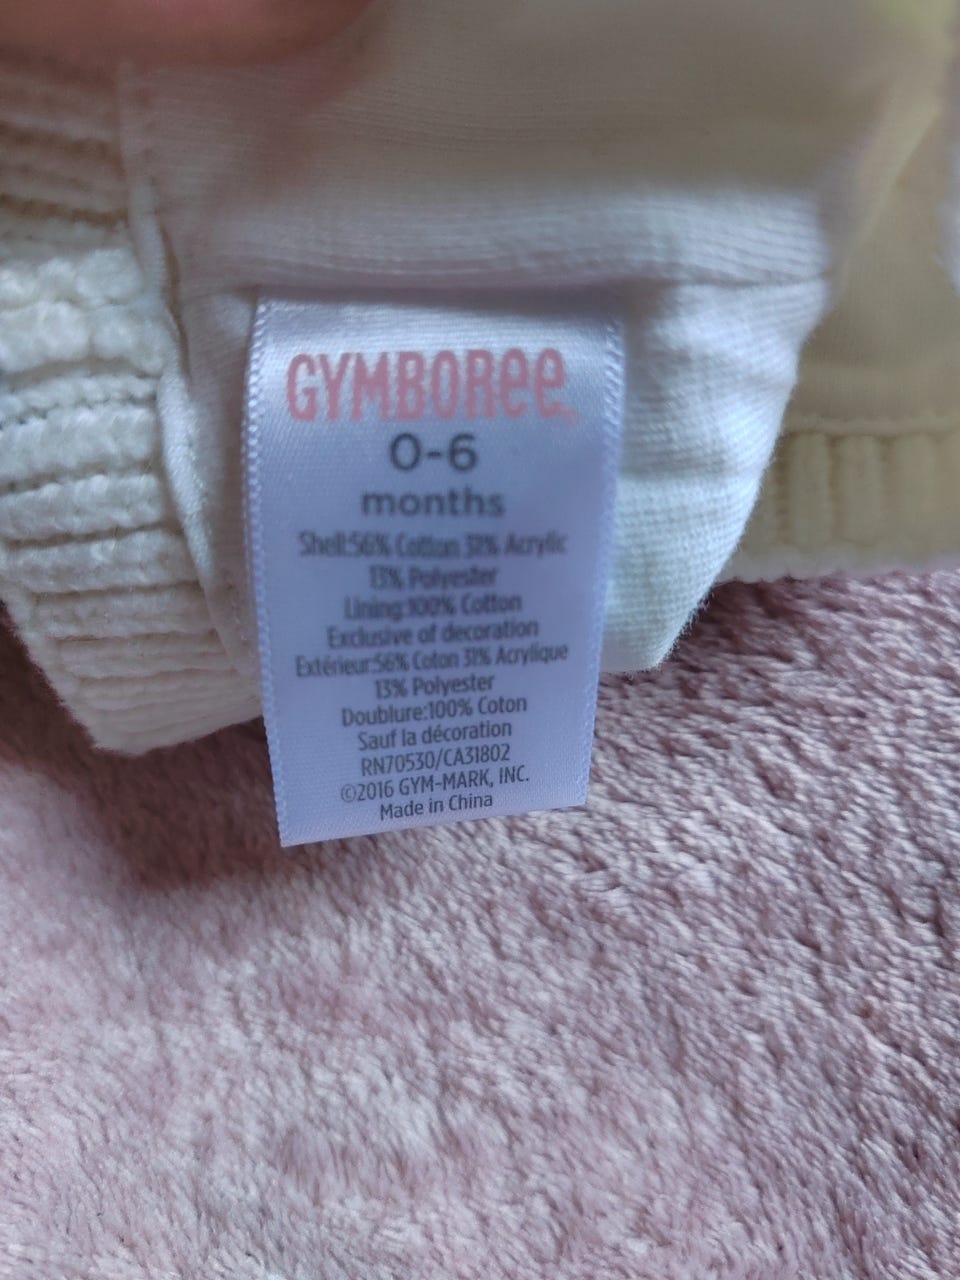 GYMBOREE
0-6
months
Shell:56% Cotton 31% Acrylic
13% Polyester
Lining:100% Cotton
Exclusive of decoration
Extérieur:56% Coton 31% Acrylique
13% Polyester
Doublure:100% Coton
Sauf la décoration
RN70530/CA31802
©2016 GYM-MARK, INC.
Made in China